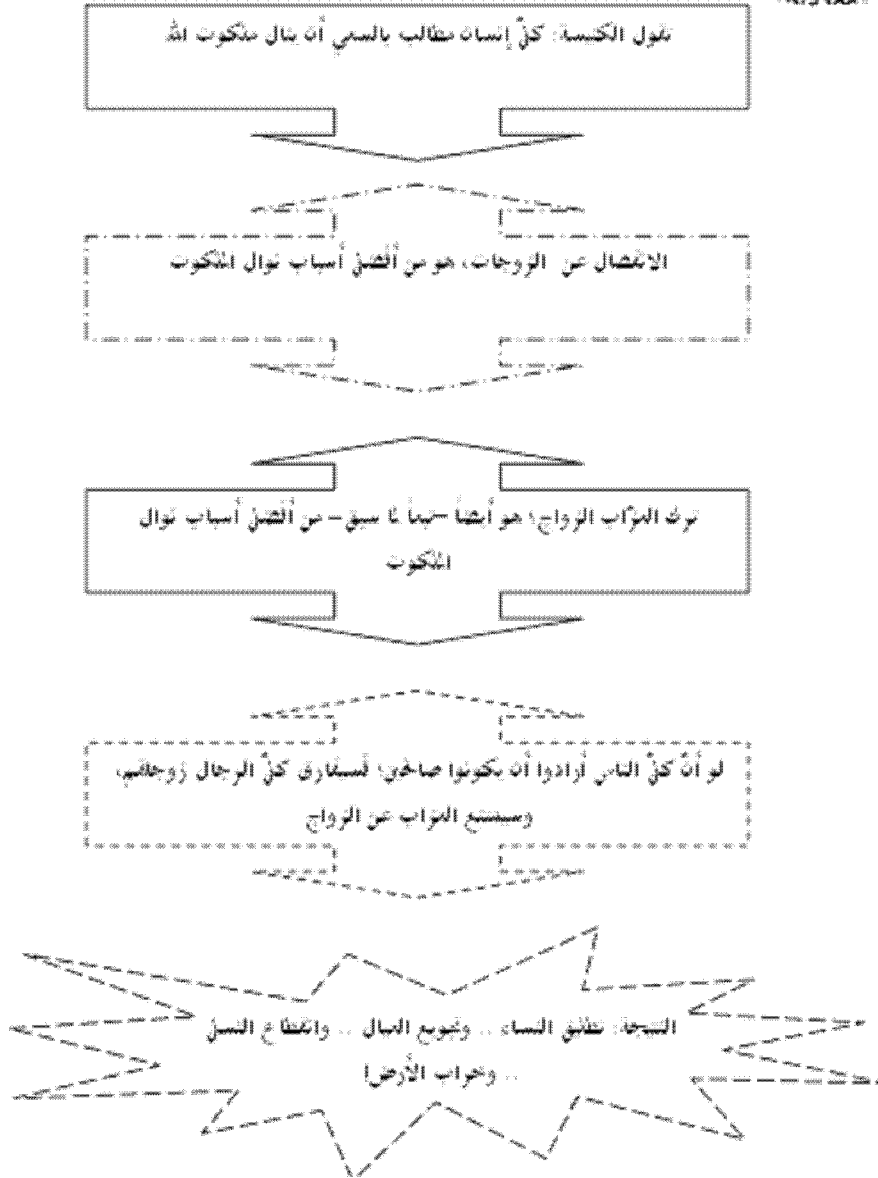 تقول الكنيسة: كلّ إنسان مطالب بالسعي أن ينال ملكوت الله
الانفصال عن الزوجات، هو من أفضل أسباب نوال الملكوت
ترك العزّاب الزواج؛ هو أيضاً -تبعاً لما سبق- من أفضل أسباب نوال
الملكوت
لو أنّ كلّ الناس أرادوا أن يكونوا صالحين؛ فسيفارق كلّ الرجال زوجاتهم،
وسيمتنع العزاب عن الزواج
النتيجة: تطليق النساء .. وتجويع العيال .. وانقطاع النسل
.. وخراب الأرض!